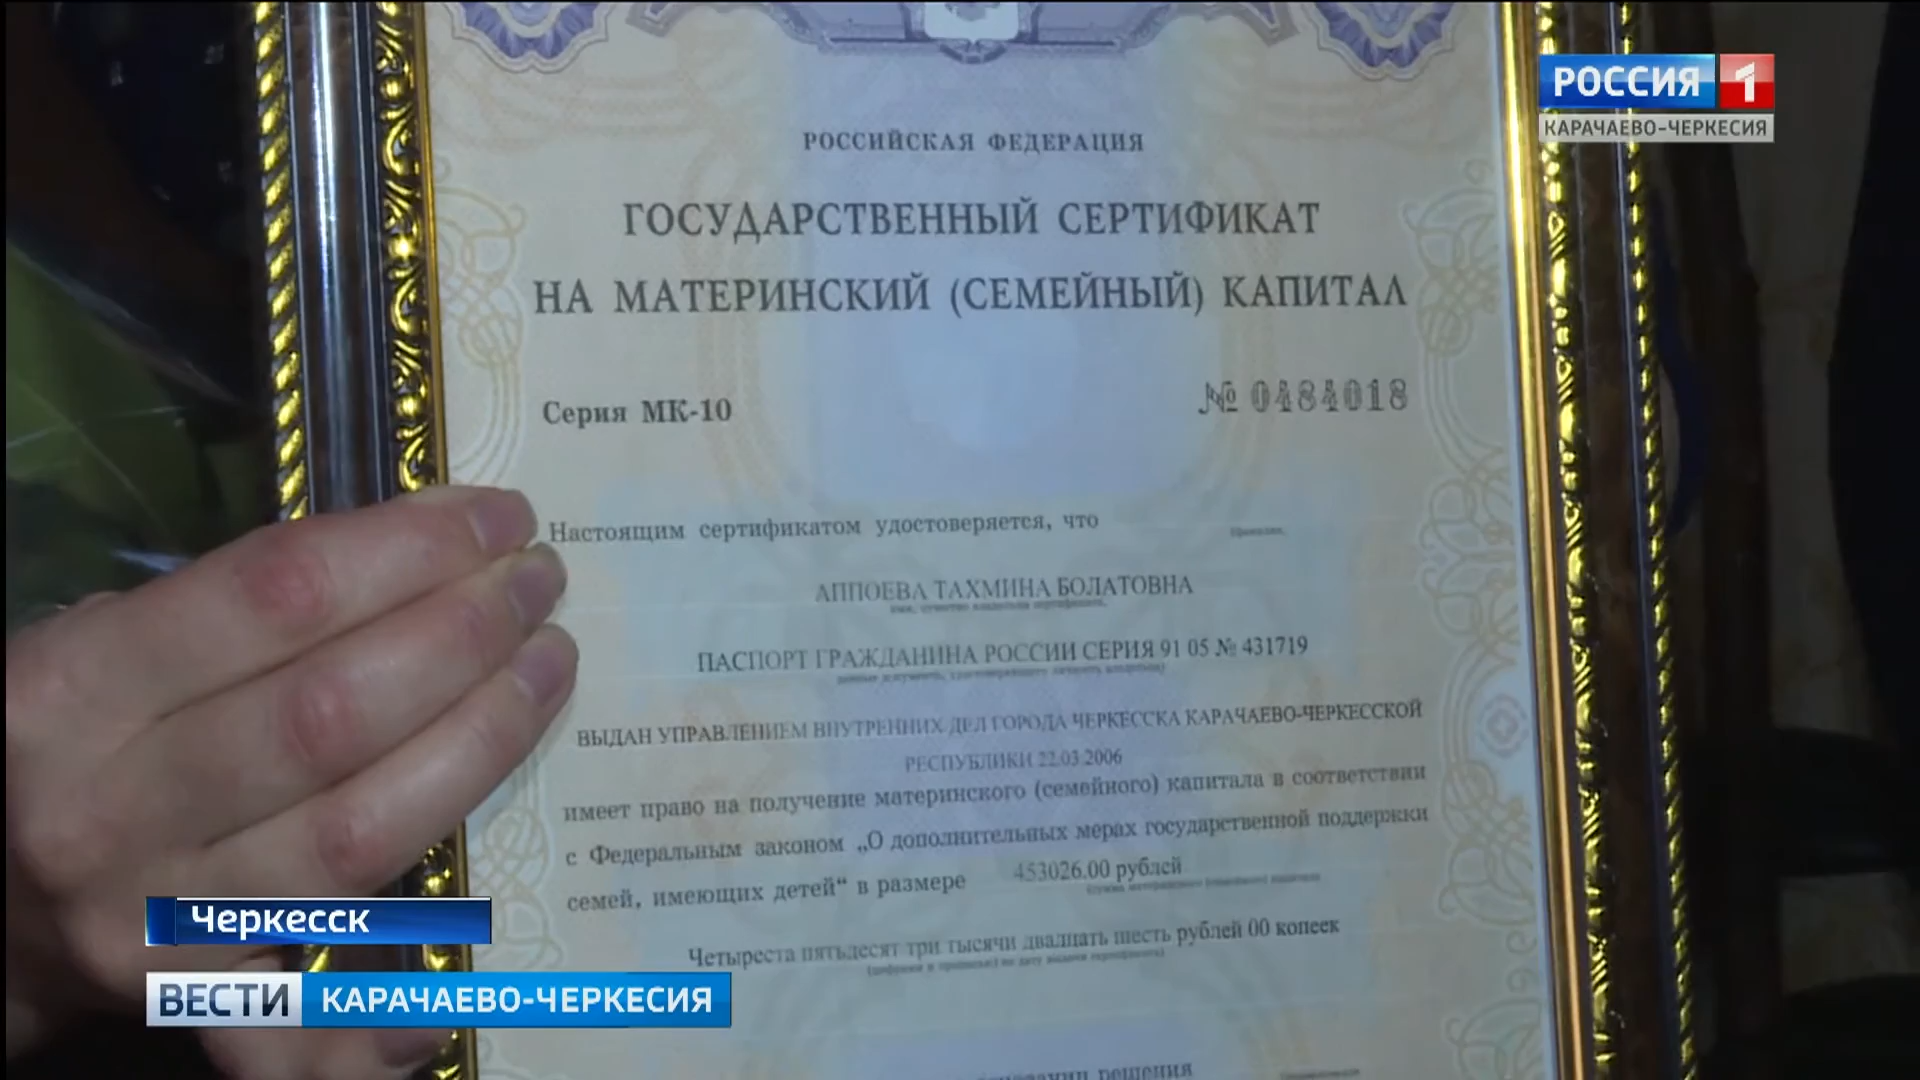 РОССИЯ 1
КАРАЧАЕВО-ЧЕРКЕСИЯ
РОССИЙСКАЯ ФЕДЕРАЦИЯ
ГОСУДАРСТВЕННЫЙ СЕРТИФИКАТ
НА МАТЕРИНСКИЙ (СЕМЕЙНЫЙ) КАПИТАЛ
Серия МК-10 № 0484018
Настоящим сертификатом удостоверяется, что
АППОЕВА ТАХМИНА БОЛАТОВНА
ПАСПОРТ ГРАЖДАНИНА РОССИИ СЕРИЯ 91 05 № 431719
ВЫДАН УПРАВЛЕНИЕМ ВНУТРЕННИХ ДЕЛ ГОРОДА ЧЕРКЕССКА КАРАЧАЕВО-ЧЕРКЕССКОЙ
РЕСПУБЛИКИ 22.03 2006
имеет право на получение материнского (семейного) капитала в соответствии
с Федеральным законом „О дополнительных мерах государственной поддержки
семей, имеющих детей“ в размере 453026.00 рублей
Четыреста пятьдесят три тысячи двадцать шесть рублей 00 копеек
решения
Черкесск
ВЕСТИ КАРАЧАЕВО-ЧЕРКЕСИЯ